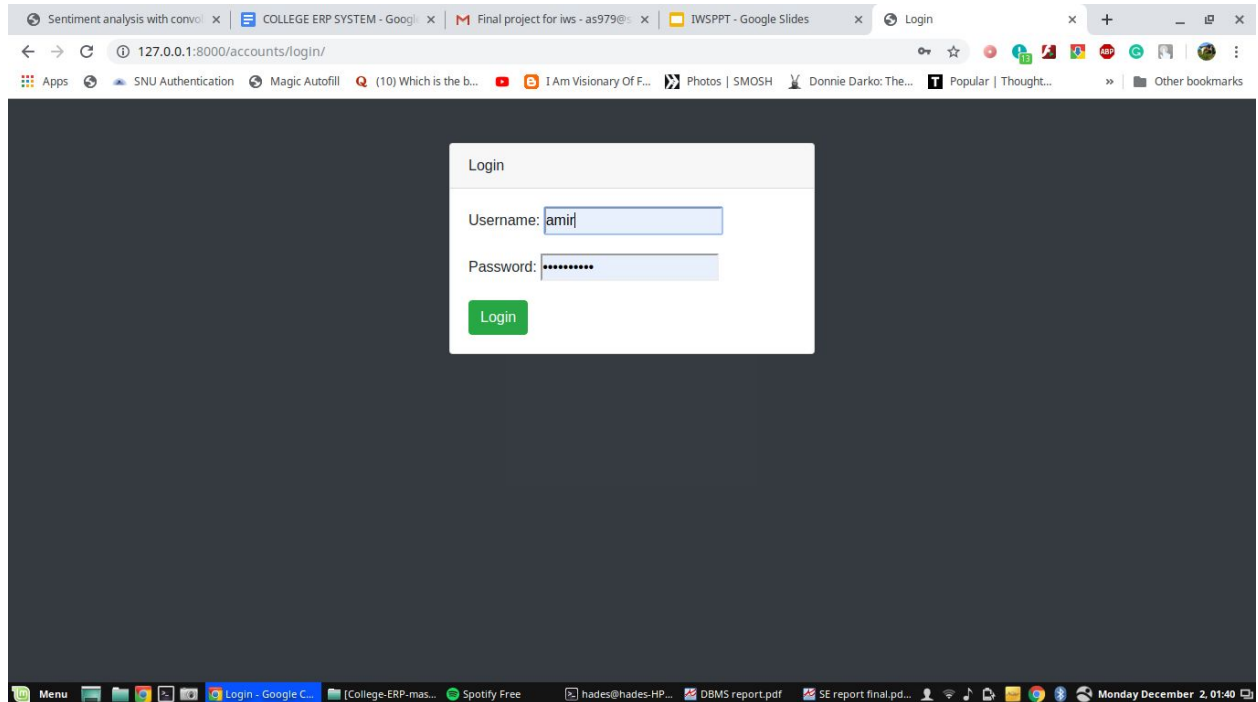 Sentiment analysis with convol
COLLEGE ERP SYSTEM - Googl
Final project for iws - as979@s
IWSPPT - Google Slides
Login
127.0.0.1:8000/accounts/login/
13
ABP
Apps
SNU Authentication
Magic Autofill
(10) Which is the b...
I Am Visionary Of F...
Photos | SMOSH
Donnie Darko: The...
Popular | Thought...
»
Other bookmarks
Login
Username: amir
Password: ••••••••••
Login
Menu
Login - Google C...
[College-ERP-mas...
Spotify Free
hades@hades-HP...
DBMS report.pdf
SE report final.pd...
Monday December 2, 01:40